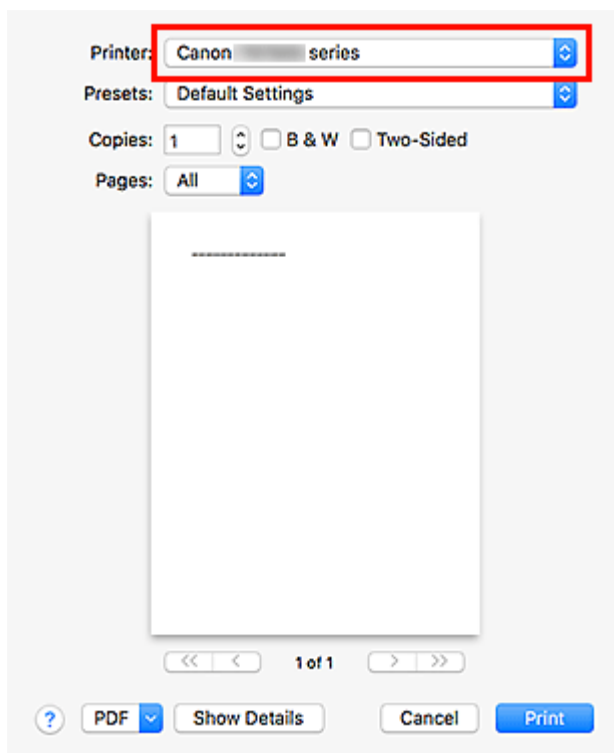 Printer: Canon series
Presets: Default Settings
Copies: 1 B & W Two-Sided
Pages: All
-------------
1 of 1
? PDF Show Details Cancel Print